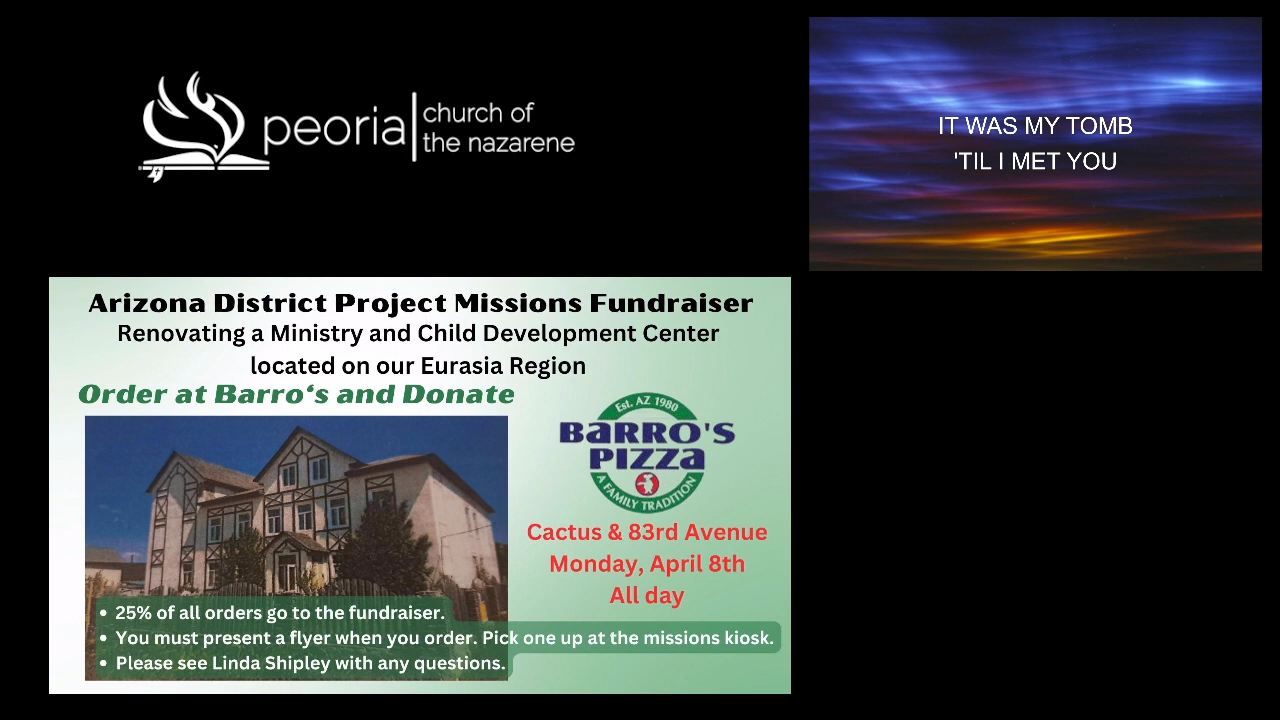 peoria church of
the nazarene
IT WAS MY TOMB
'TIL I MET YOU
Arizona District Project Missions Fundraiser
Renovating a Ministry and Child Development Center
located on our Eurasia Region
Order at Barro‘s and Donate
Est. AZ 1980
BARRO'S
PIZZA
A FAMILY TRADITION
Cactus & 83rd Avenue
Monday, April 8th
All day
• 25% of all orders go to the fundraiser.
• You must present a flyer when you order. Pick one up at the missions kiosk.
• Please see Linda Shipley with any questions.